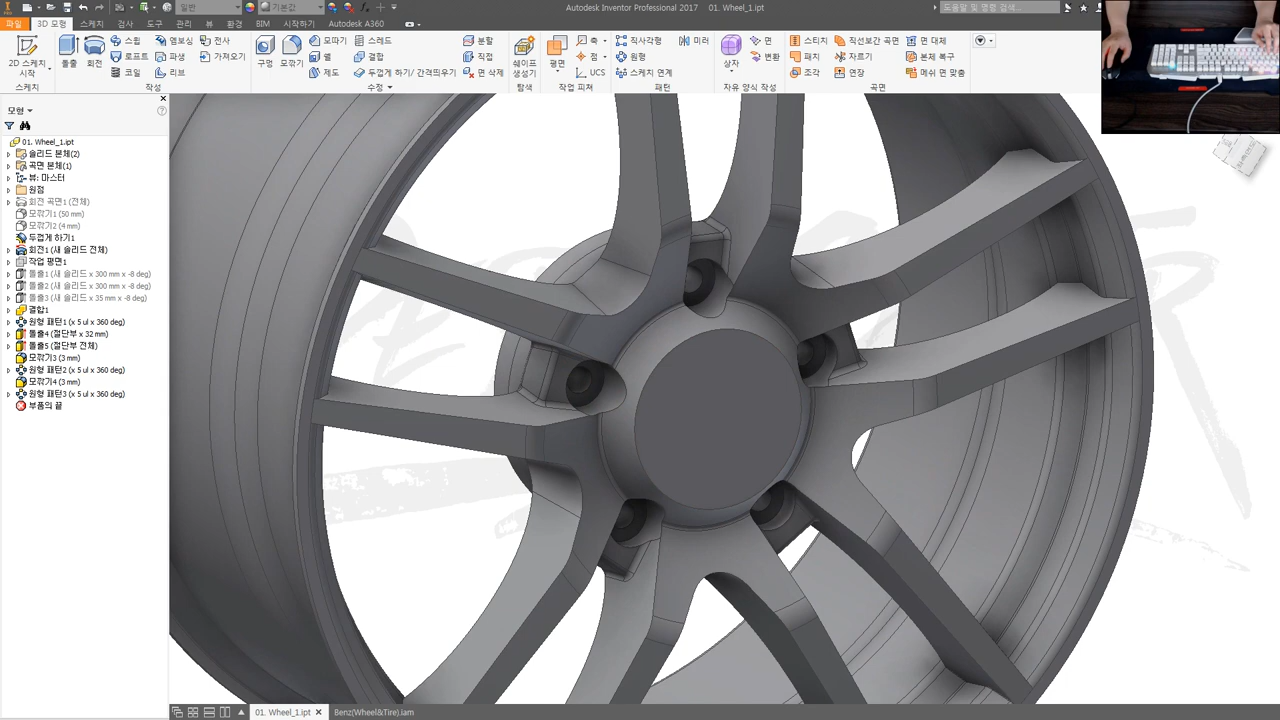 일반
기본값
Autodesk Inventor Professional 2017 01. Wheel_1.ipt
도움말 및 명령 검색...
파일 3D 모형 스케치 검사 도구 관리 뷰 환경 BIM 시작하기 Autodesk A360
2D 스케치 시작
돌출
회전
스윕
로프트
코일
엠보싱
파생
리브
전사
가져오기
구멍
모깎기
모따기
쉘
제도
스레드
결합
두껍게 하기/ 간격띄우기
분할
직접
평면
축
점
UCS
직사각형
원형
스케치 연계
미러
상자
면
변환
스티치
패치
조각
직선보간 곡면
자르기
연장
면 대체
본체 복구
메쉬 면 맞춤
스케치 작성 수정 탐색 작업 피쳐 패턴 자유 양식 작성 곡면
모형
01. Wheel_1.ipt
솔리드 본체(2)
곡면 본체(1)
뷰: 마스터
원점
회전 곡면1 (전체)
모깎기1 (50 mm)
모깎기2 (4 mm)
두껍게 하기1
회전1 (새 솔리드 전체)
작업 평면1
돌출1 (새 솔리드 x 300 mm x -8 deg)
돌출2 (새 솔리드 x 300 mm x -8 deg)
돌출3 (새 솔리드 x 35 mm x -8 deg)
결합1
원형 패턴1 (x 5 ul x 360 deg)
돌출4 (절단부 x 32 mm)
돌출5 (절단부 전체)
모깎기3 (3 mm)
원형 패턴2 (x 5 ul x 360 deg)
모깎기4 (3 mm)
원형 패턴3 (x 5 ul x 360 deg)
부품의 끝
01. Wheel_1.ipt
Benz(Wheel&Tire).iam